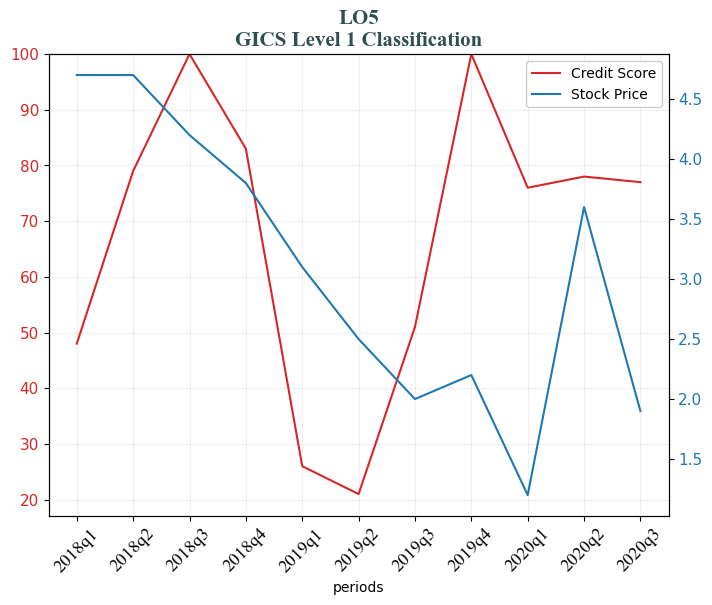 LO5
GICS Level 1 Classification
Credit Score
Stock Price
100
90
80
70
60
50
40
30
20
4.5
4.0
3.5
3.0
2.5
2.0
1.5
2018q1
2018q2
2018q3
2018q4
2019q1
2019q2
2019q3
2019q4
2020q1
2020q2
2020q3
periods